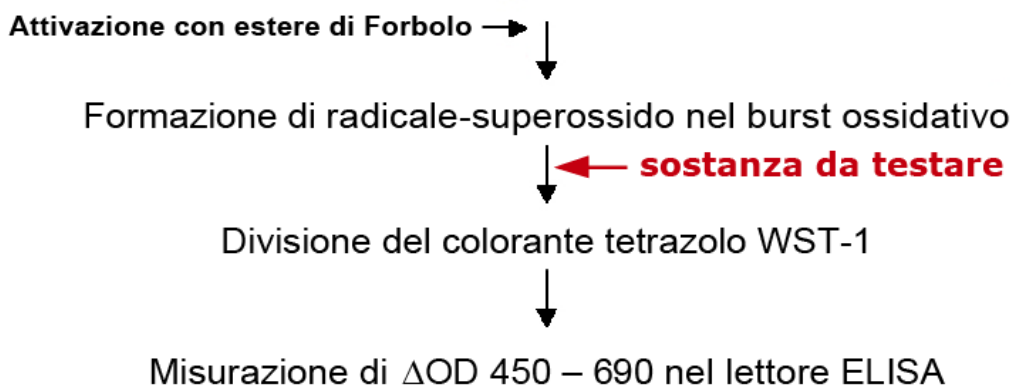 Attivazione con estere di Forbolo
Formazione di radicale-superossido nel burst ossidativo
sostanza da testare
Divisione del colorante tetrazolo WST-1
Misurazione di ΔOD 450 – 690 nel lettore ELISA